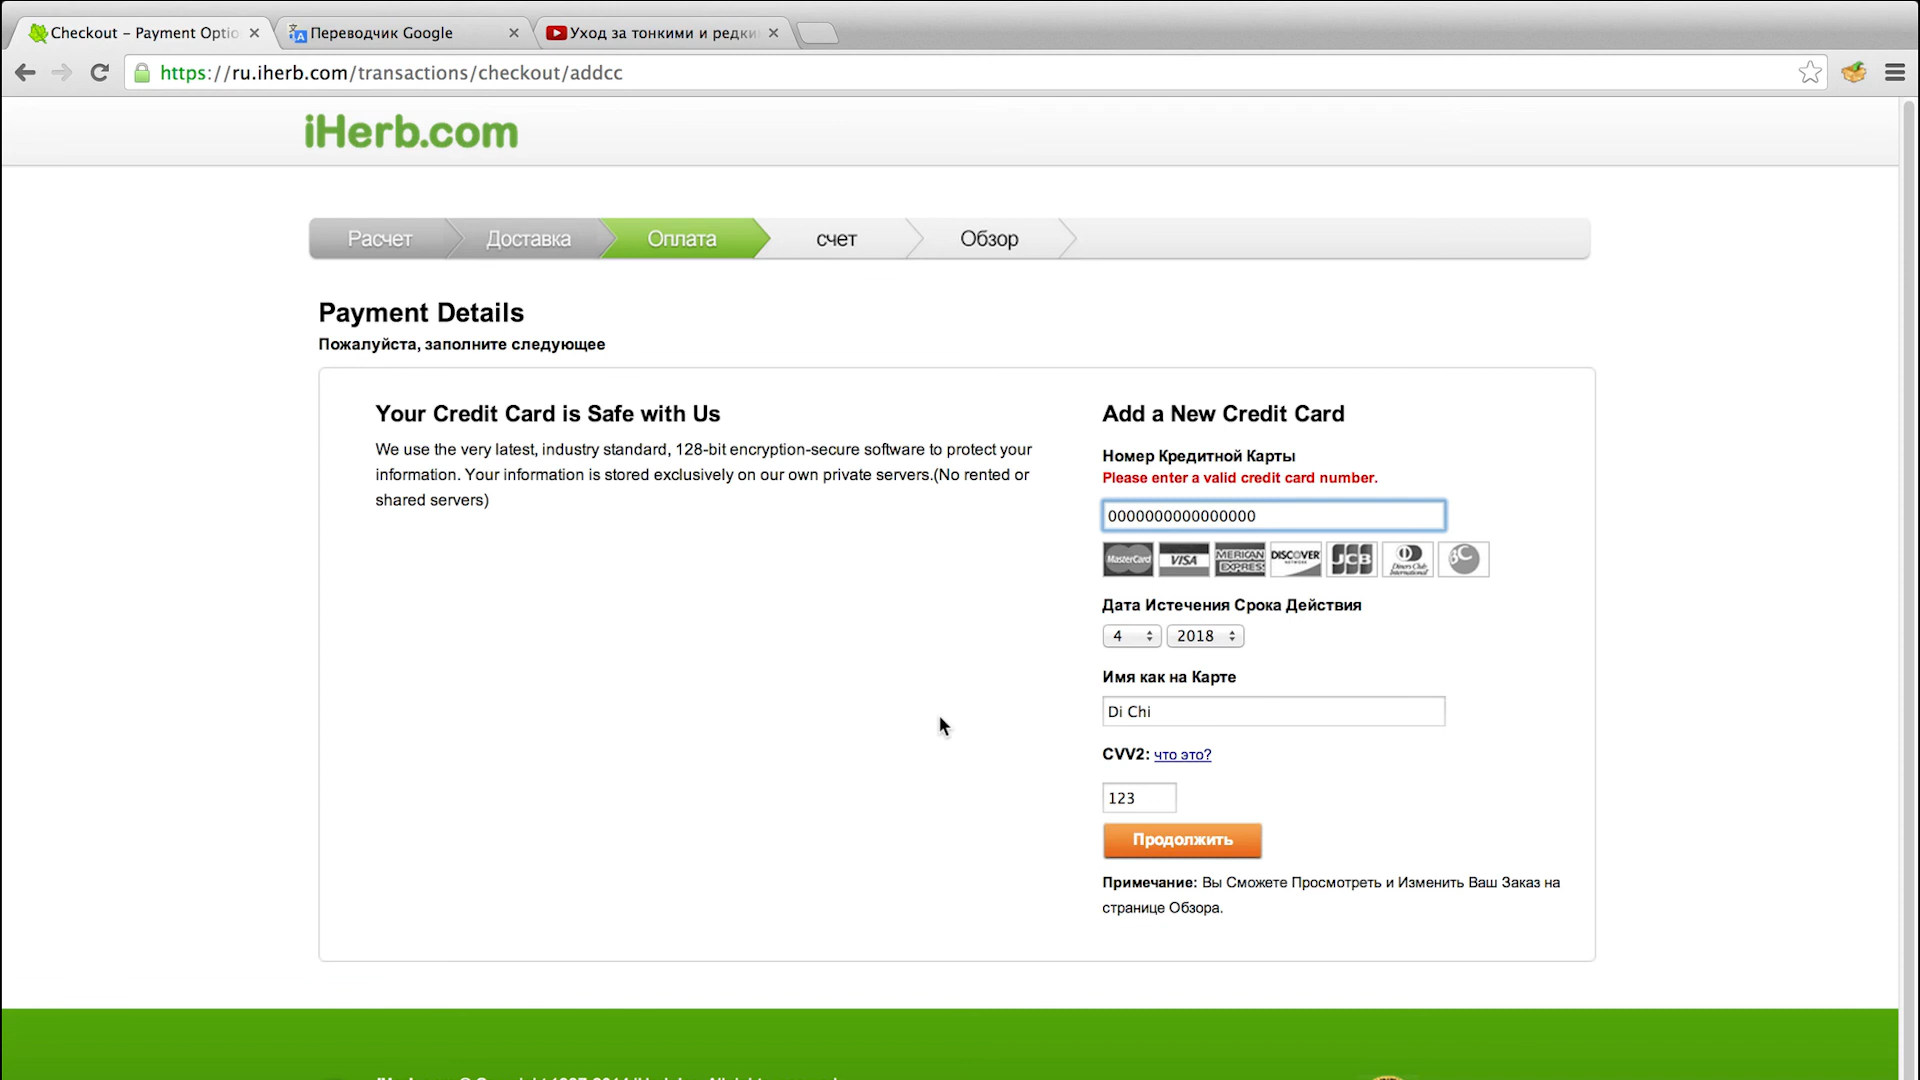 Checkout – Payment Optio
Переводчик Google
Уход за тонкими и редки
https://ru.iherb.com/transactions/checkout/addcc
iHerb.com
Расчет
Доставка
Оплата
счет
Обзор
Payment Details
Пожалуйста, заполните следующее
Your Credit Card is Safe with Us
We use the very latest, industry standard, 128-bit encryption-secure software to protect your
information. Your information is stored exclusively on our own private servers.(No rented or
shared servers)
Add a New Credit Card
Номер Кредитной Карты
Please enter a valid credit card number.
0000000000000000
MasterCard
VISA
MERICAN
EXPRESS
DISCOVER
NETWORK
JCB
Diners Club
International
Дата Истечения Срока Действия
4
2018
Имя как на Карте
Di Chi
CVV2: что это?
123
Продолжить
Примечание: Вы Сможете Просмотреть и Изменить Ваш Заказ на
странице Обзора.